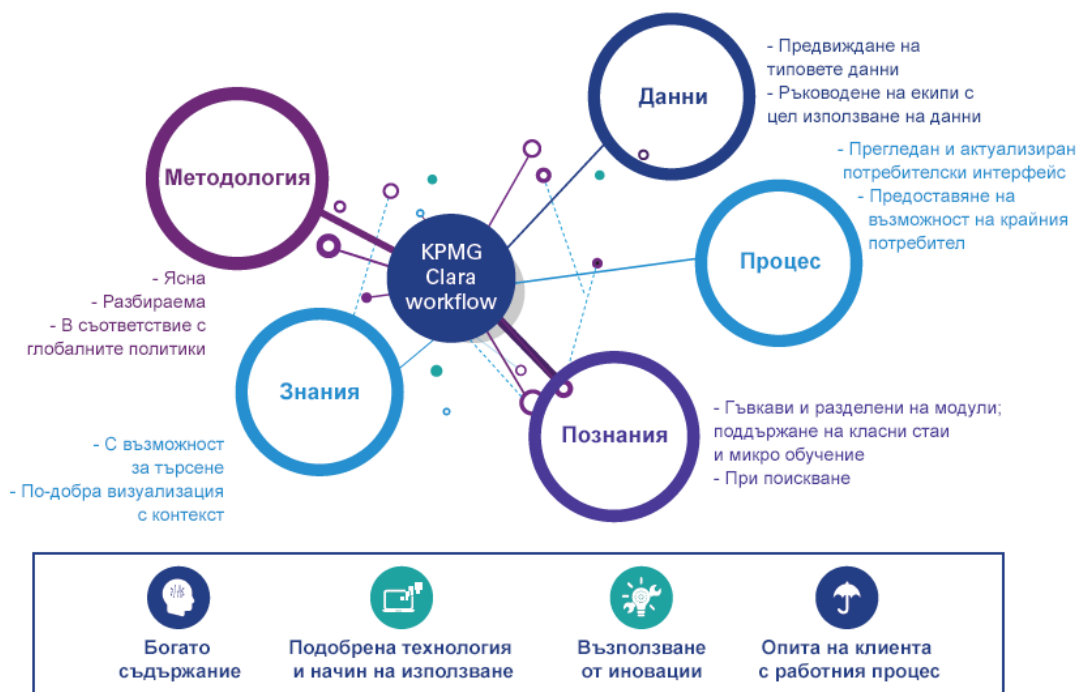 Данни
- Предвиждане на
типовете данни
- Ръководене на екипи с
цел използване на данни
Методология
- Ясна
- Разбираема
- В съответствие с
глобалните политики
KPMG
Clara
workflow
Процес
- Прегледан и актуализиран
потребителски интерфейс
- Предоставяне на
възможност на крайния
потребител
Знания
- С възможност
за търсене
- По-добра визуализация
с контекст
Познания
- Гъвкави и разделени на модули;
поддържане на класни стаи
и микро обучение
- При поискване
Богато
съдържание
Подобрена технология
и начин на използване
Възползване
от иновации
Опита на клиента
с работния процес